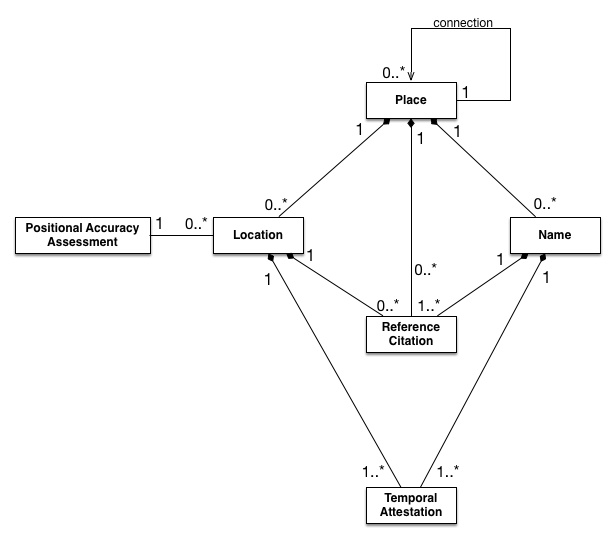 connection
0..*
Place
1
1
1
1
0..*
0..*
Positional Accuracy
Assessment
1
0..*
Location
Name
1
1
1
1
0..*
0..*
1..*
Reference
Citation
1..*
1..*
Temporal
Attestation